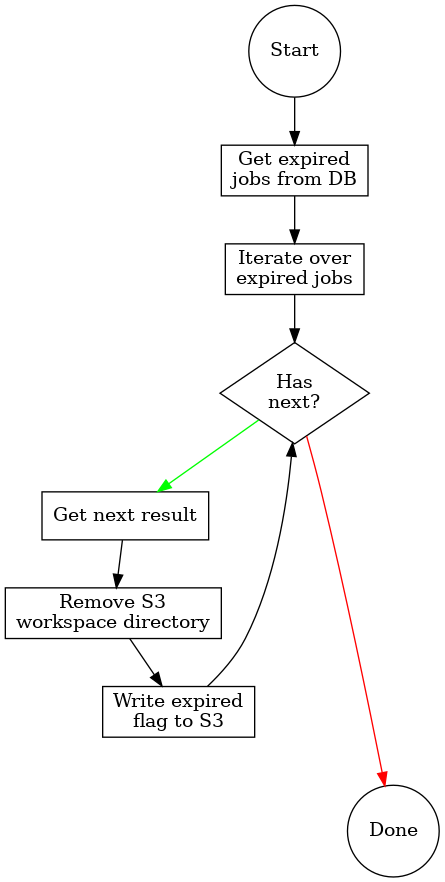 Start
Get expired
jobs from DB
Iterate over
expired jobs
Has
next?
Get next result
Remove S3
workspace directory
Write expired
flag to S3
Done